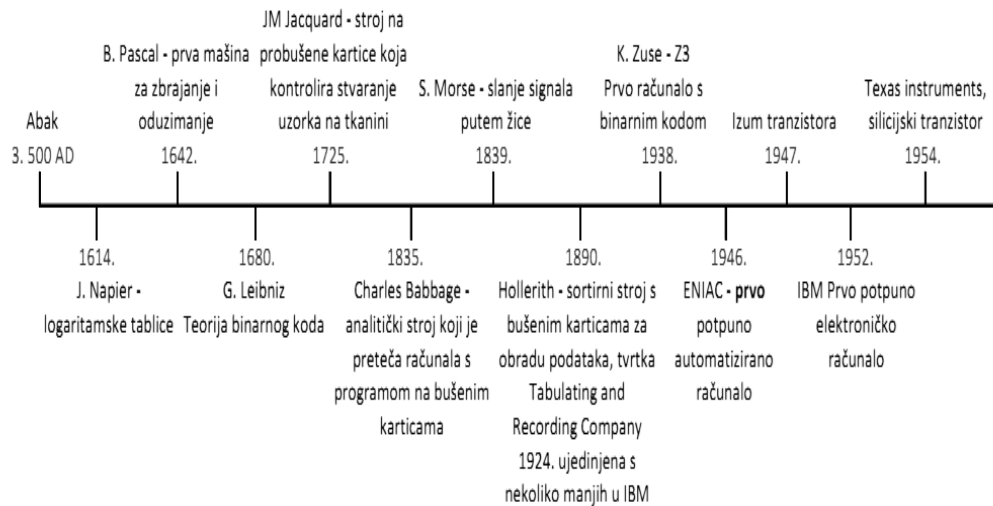 Abak
3. 500 AD
1614.
J. Napier -
logaritamske tablice
B. Pascal - prva mašina
za zbrajanje i
oduzimanje
1642.
1680.
G. Leibniz
Teorija binarnog koda
JM Jacquard - stroj na
probušene kartice koja
kontrolira stvaranje
uzorka na tkanini
1725.
1835.
Charles Babbage -
analitički stroj koji je
preteča računala s
programom na bušenim
karticama
S. Morse - slanje signala
putem žice
1839.
1890.
Hollerith - sortirni stroj s
bušenim karticama za
obradu podataka, tvrtka
Tabulating and
Recording Company
1924. ujedinjena s
nekoliko manjih u IBM
K. Zuse - Z3
Prvo računalo s
binarnim kodom
1938.
1946.
ENIAC - prvo
potpuno
automatizirano
računalo
Izum tranzistora
1947.
1952.
IBM Prvo potpuno
elektroničko
računalo
Texas instruments,
silicijski tranzistor
1954.